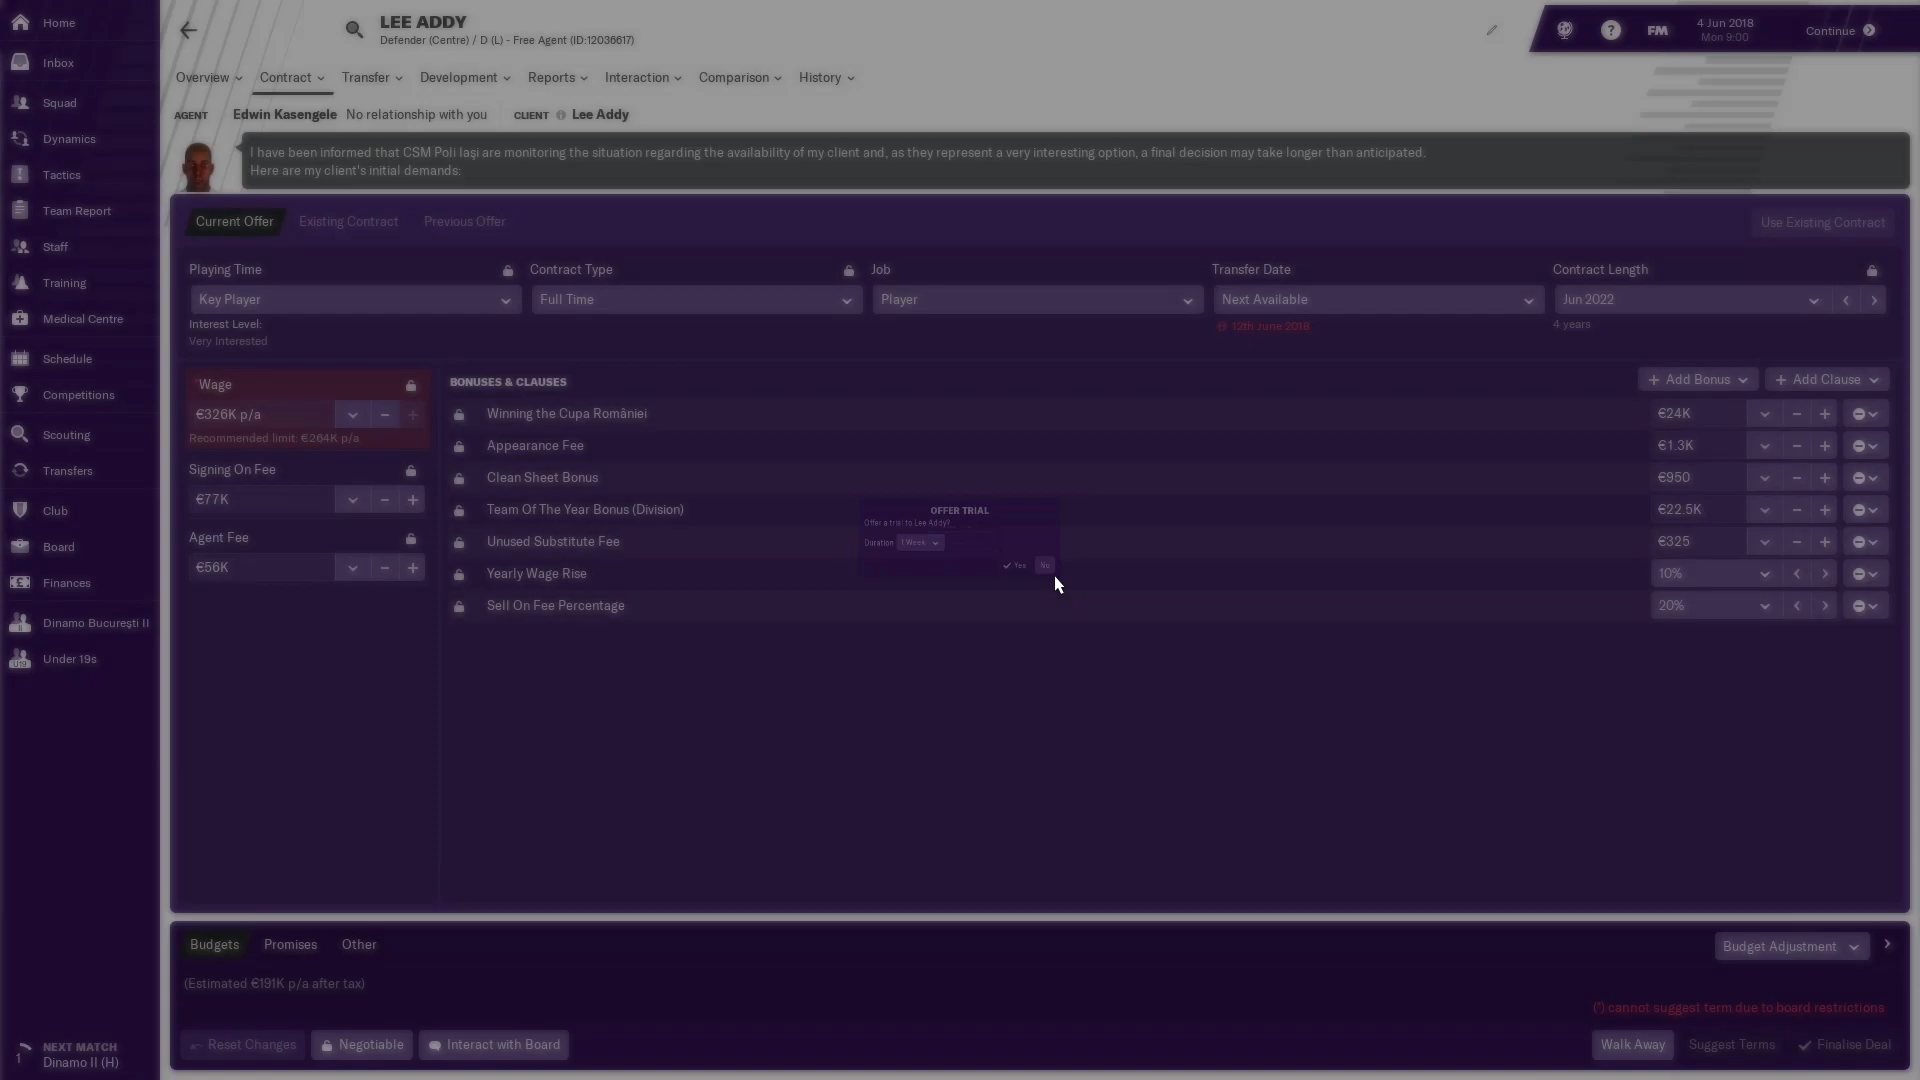 Home
LEE ADDY
Defender (Centre) / D (L) - Free Agent (ID:12036617)
FM
4 Jun 2018
Mon 9:00
Continue
Inbox
Squad
Dynamics
Tactics
Team Report
Staff
Training
Medical Centre
Schedule
Competitions
Scouting
Transfers
Club
Board
Finances
Dinamo București II
Under 19s
1
NEXT MATCH
Dinamo II (H)
Overview
Contract
Transfer
Development
Reports
Interaction
Comparison
History
AGENT Edwin Kasengele No relationship with you CLIENT Lee Addy
I have been informed that CSM Poli Iași are monitoring the situation regarding the availability of my client and, as they represent a very interesting option, a final decision may take longer than anticipated.
Here are my client's initial demands:
Current Offer
Existing Contract
Previous Offer
Use Existing Contract
Playing Time
Key Player
Interest Level:
Very Interested
Contract Type
Full Time
Job
Player
Transfer Date
Next Available
12th June 2018
Contract Length
Jun 2022
4 years
Wage
€326K p/a
Recommended limit: €264K p/a
Signing On Fee
€77K
Agent Fee
€56K
BONUSES & CLAUSES
Add Bonus
Add Clause
Winning the Cupa României €24K
Appearance Fee €1.3K
Clean Sheet Bonus €950
Team Of The Year Bonus (Division) €22.5K
Unused Substitute Fee €325
Yearly Wage Rise 10%
Sell On Fee Percentage 20%
OFFER TRIAL
Offer a trial to Lee Addy?
Duration 1 Week
Yes
No
Budgets
Promises
Other
Budget Adjustment
(Estimated €191K p/a after tax)
(*) cannot suggest term due to board restrictions
Reset Changes
Negotiable
Interact with Board
Walk Away
Suggest Terms
Finalise Deal